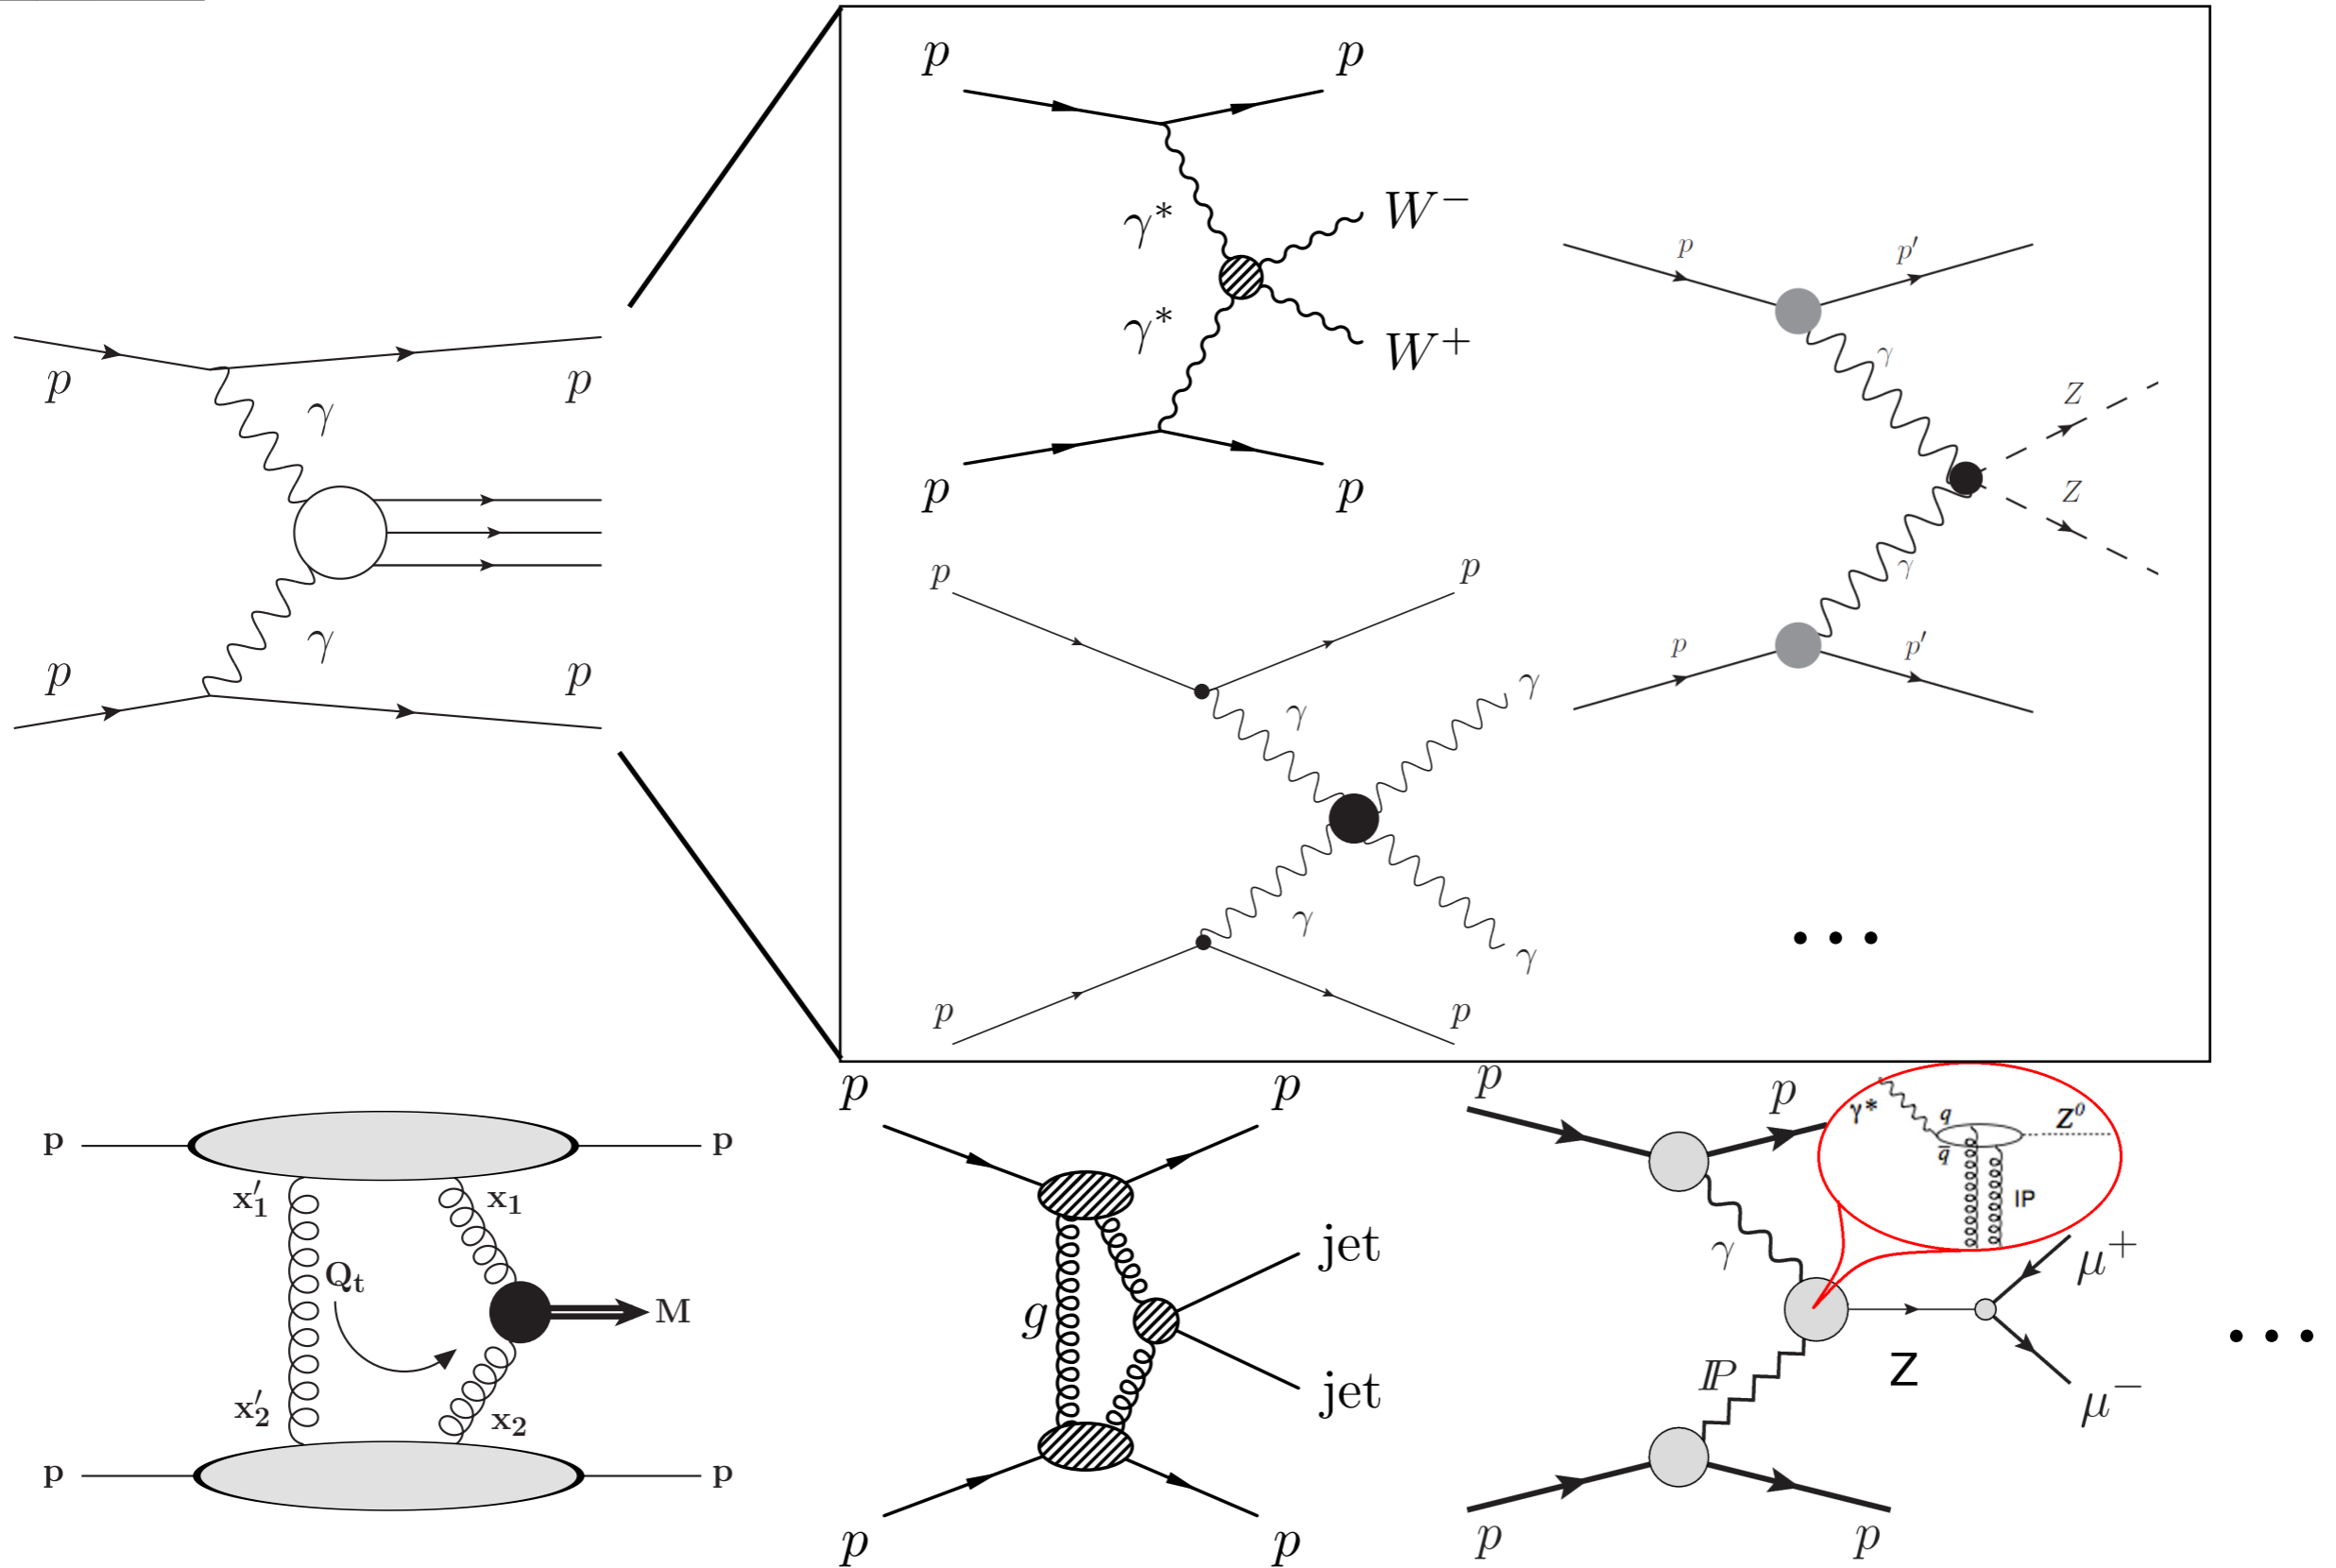 p p
γ
γ
p p
p p
γ* W⁻
γ* W⁺
p p
p p′
γ Z
Z
γ
p p′
p p
γ γ
γ γ
p p
...
p p
x′₁ x₁
Qₜ
M
x′₂ x₂
p p
p p
g jet
jet
p p
p p
γ* q Z⁰
q̅
IP
γ μ⁺
IP Z
μ⁻
p p
...